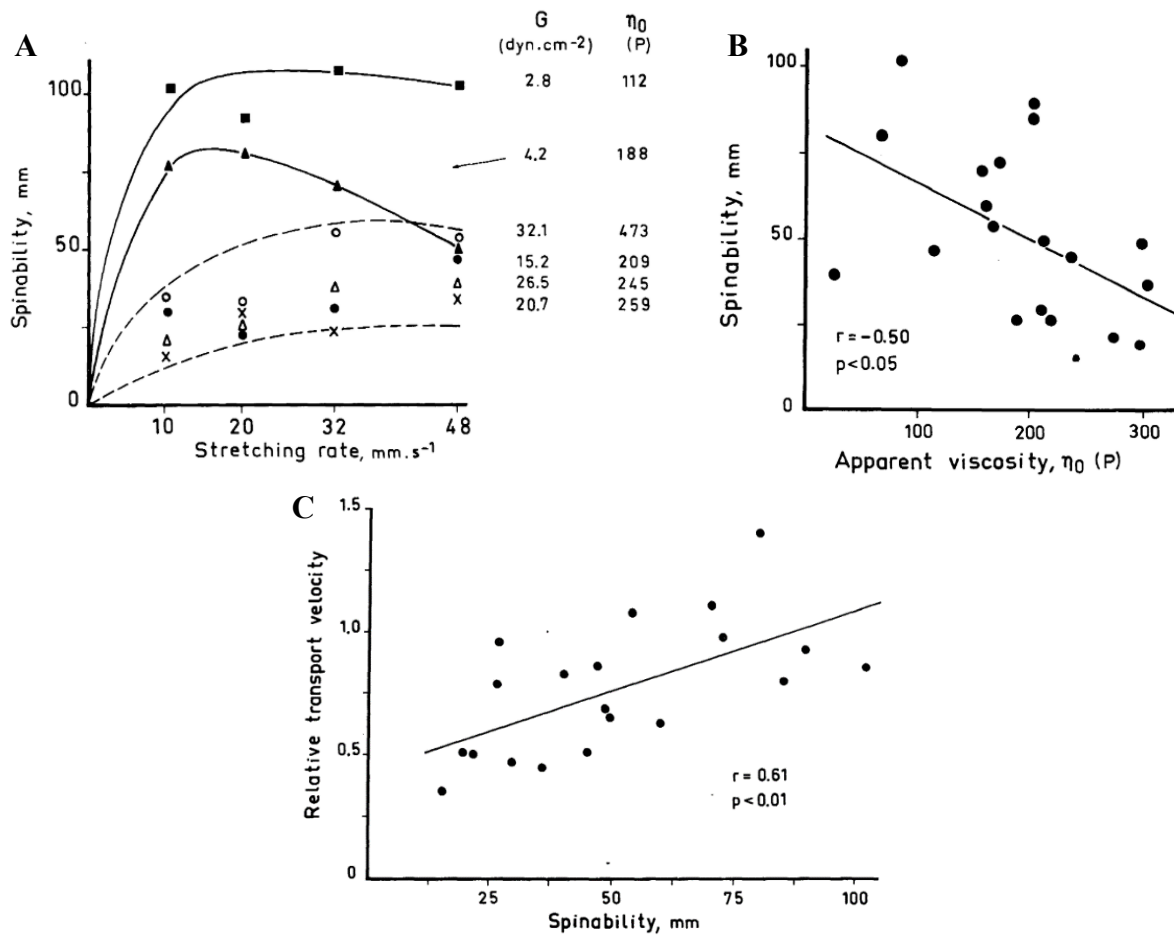 A
G η0
(dyn.cm-2) (P)
2.8 112
4.2 188
32.1 473
15.2 209
26.5 245
20.7 259
100
50
0
Spinability, mm
10 20 32 48
Stretching rate, mm.s-1
B
100
50
0
Spinability, mm
r=-0.50
p<0.05
100 200 300
Apparent viscosity, η0 (P)
C
1.5
1.0
0.5
0
Relative transport velocity
r = 0.61
p<0.01
25 50 75 100
Spinability, mm